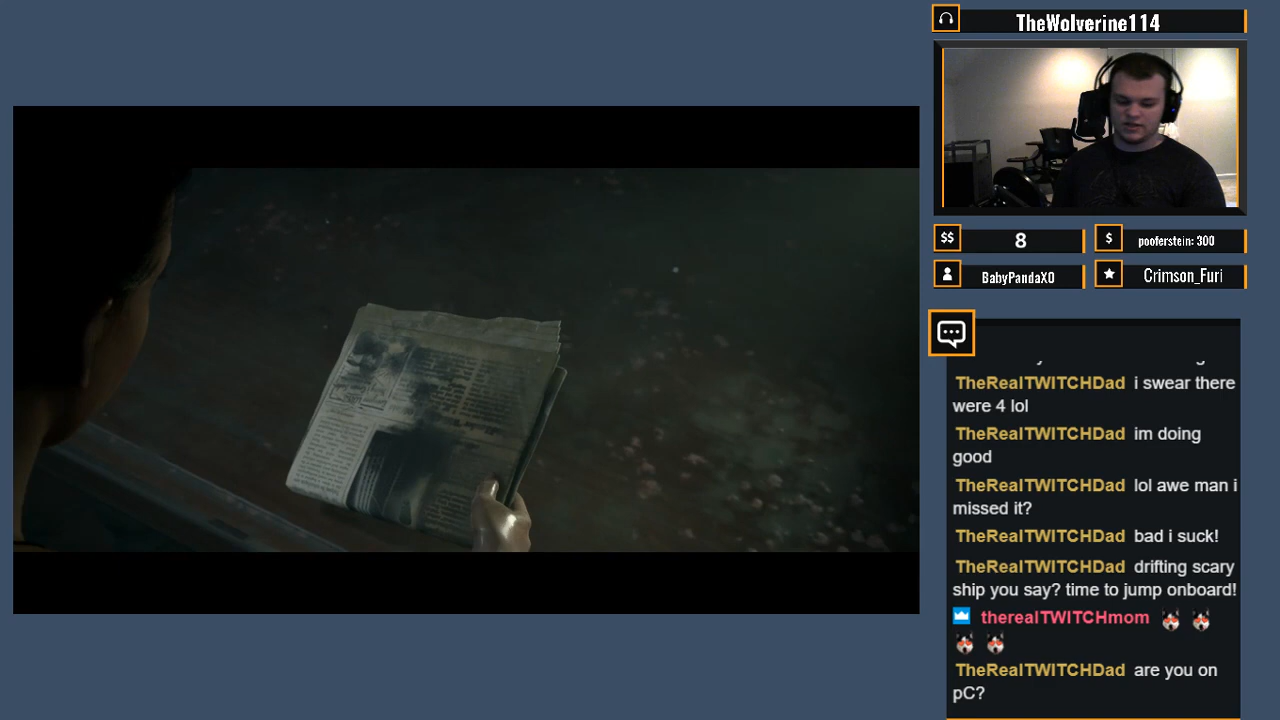 TheWolverine114
$$
8
$
pooferstein: 300
BabyPandaXO
Crimson_Furi
TheRealTWITCHDad i swear there
were 4 lol
TheRealTWITCHDad im doing
good
TheRealTWITCHDad lol awe man i
missed it?
TheRealTWITCHDad bad i suck!
TheRealTWITCHDad drifting scary
ship you say? time to jump onboard!
therealTWITCHmom
TheRealTWITCHDad are you on
pC?